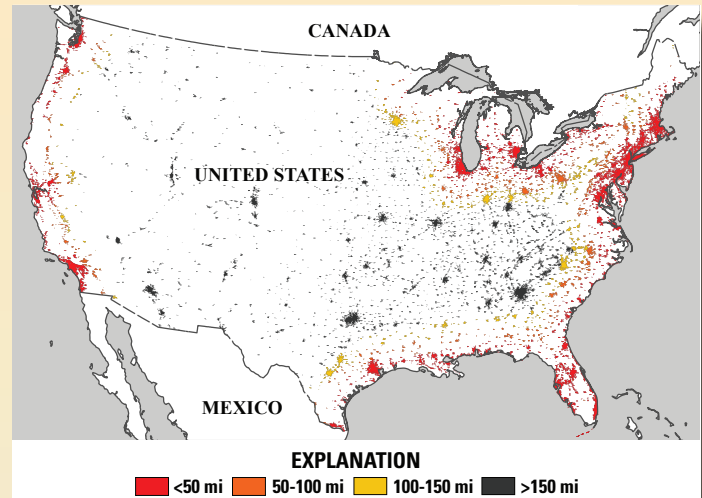 CANADA
UNITED STATES
MEXICO
EXPLANATION
<50 mi 50-100 mi 100-150 mi >150 mi